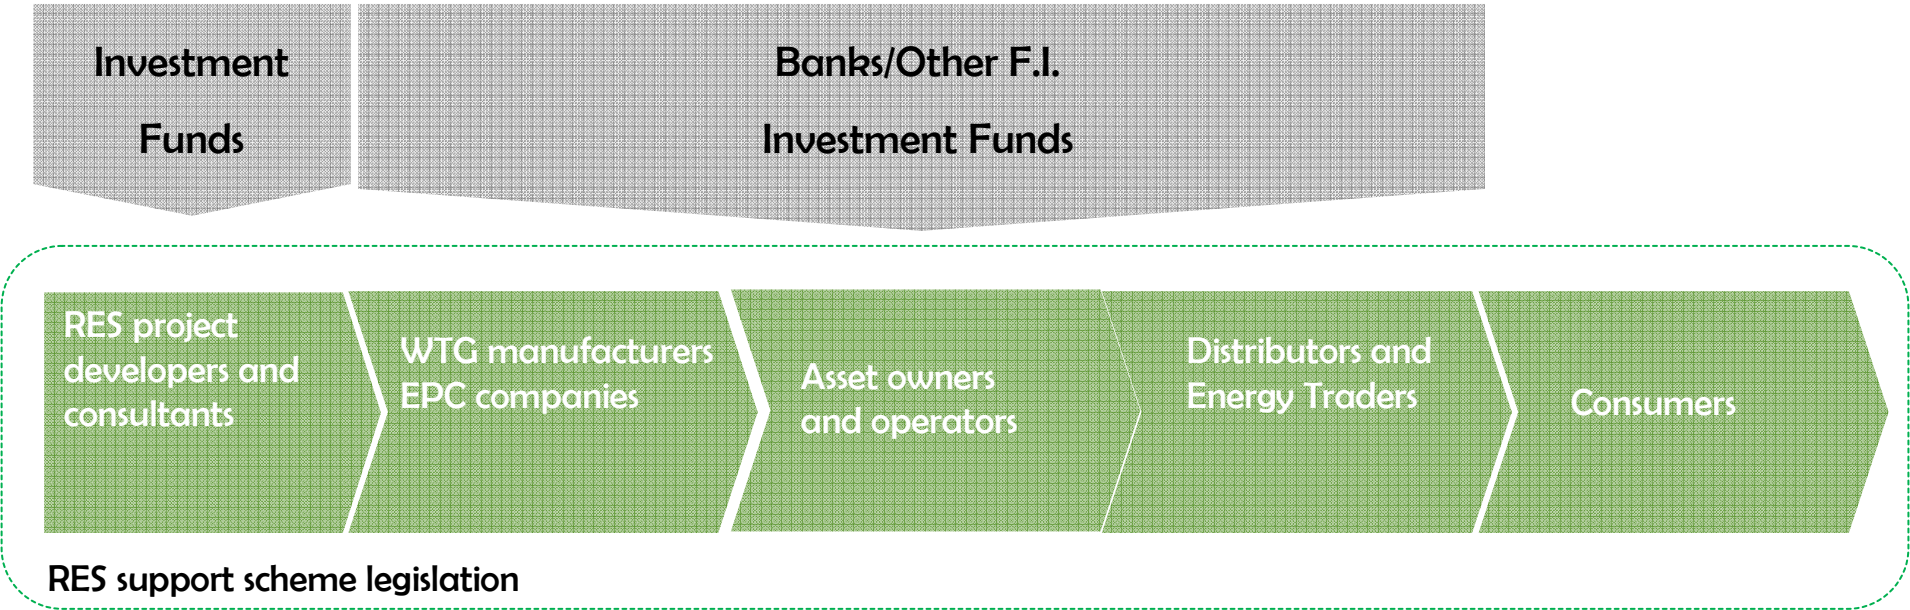 Investment
Funds
Banks/Other F.I.
Investment Funds
RES project
developers and
consultants
WTG manufacturers
EPC companies
Asset owners
and operators
Distributors and
Energy Traders
Consumers
RES support scheme legislation